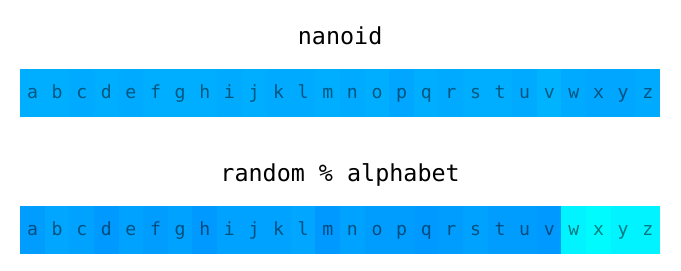 nanoid
a b c d e f g h i j k l m n o p q r s t u v w x y z
random % alphabet
a b c d e f g h i j k l m n o p q r s t u v w x y z